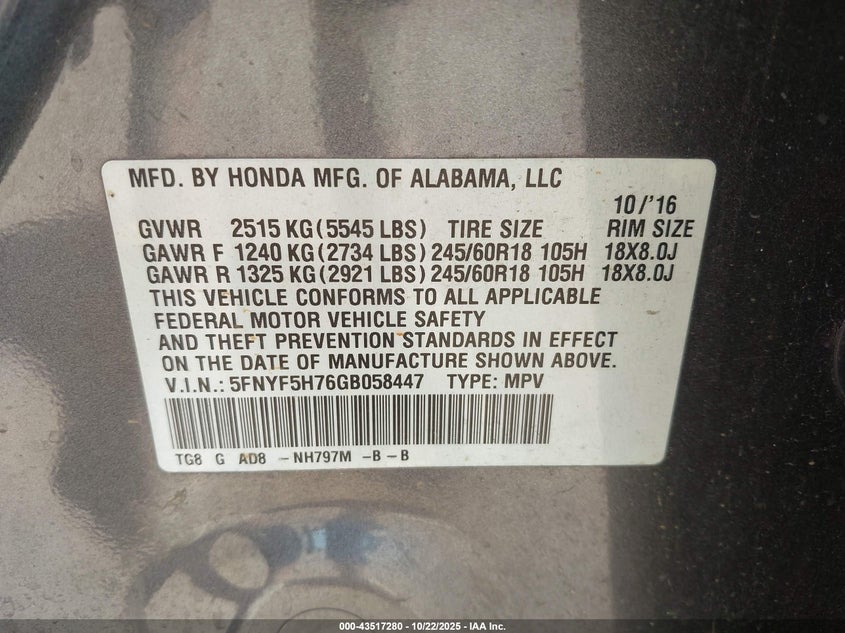 MFD. BY HONDA MFG. OF ALABAMA, LLC
10/'16
GVWR 2515 KG (5545 LBS) TIRE SIZE RIM SIZE
GAWR F 1240 KG (2734 LBS) 245/60R18 105H 18X8.0J
GAWR R 1325 KG (2921 LBS) 245/60R18 105H 18X8.0J
THIS VEHICLE CONFORMS TO ALL APPLICABLE
FEDERAL MOTOR VEHICLE SAFETY
AND THEFT PREVENTION STANDARDS IN EFFECT
ON THE DATE OF MANUFACTURE SHOWN ABOVE.
V.I.N.: 5FNYF5H76GB058447 TYPE: MPV
TG8 G AD8 -NH797M -B-B
000-43517280 - 10/22/2025 - IAA Inc.